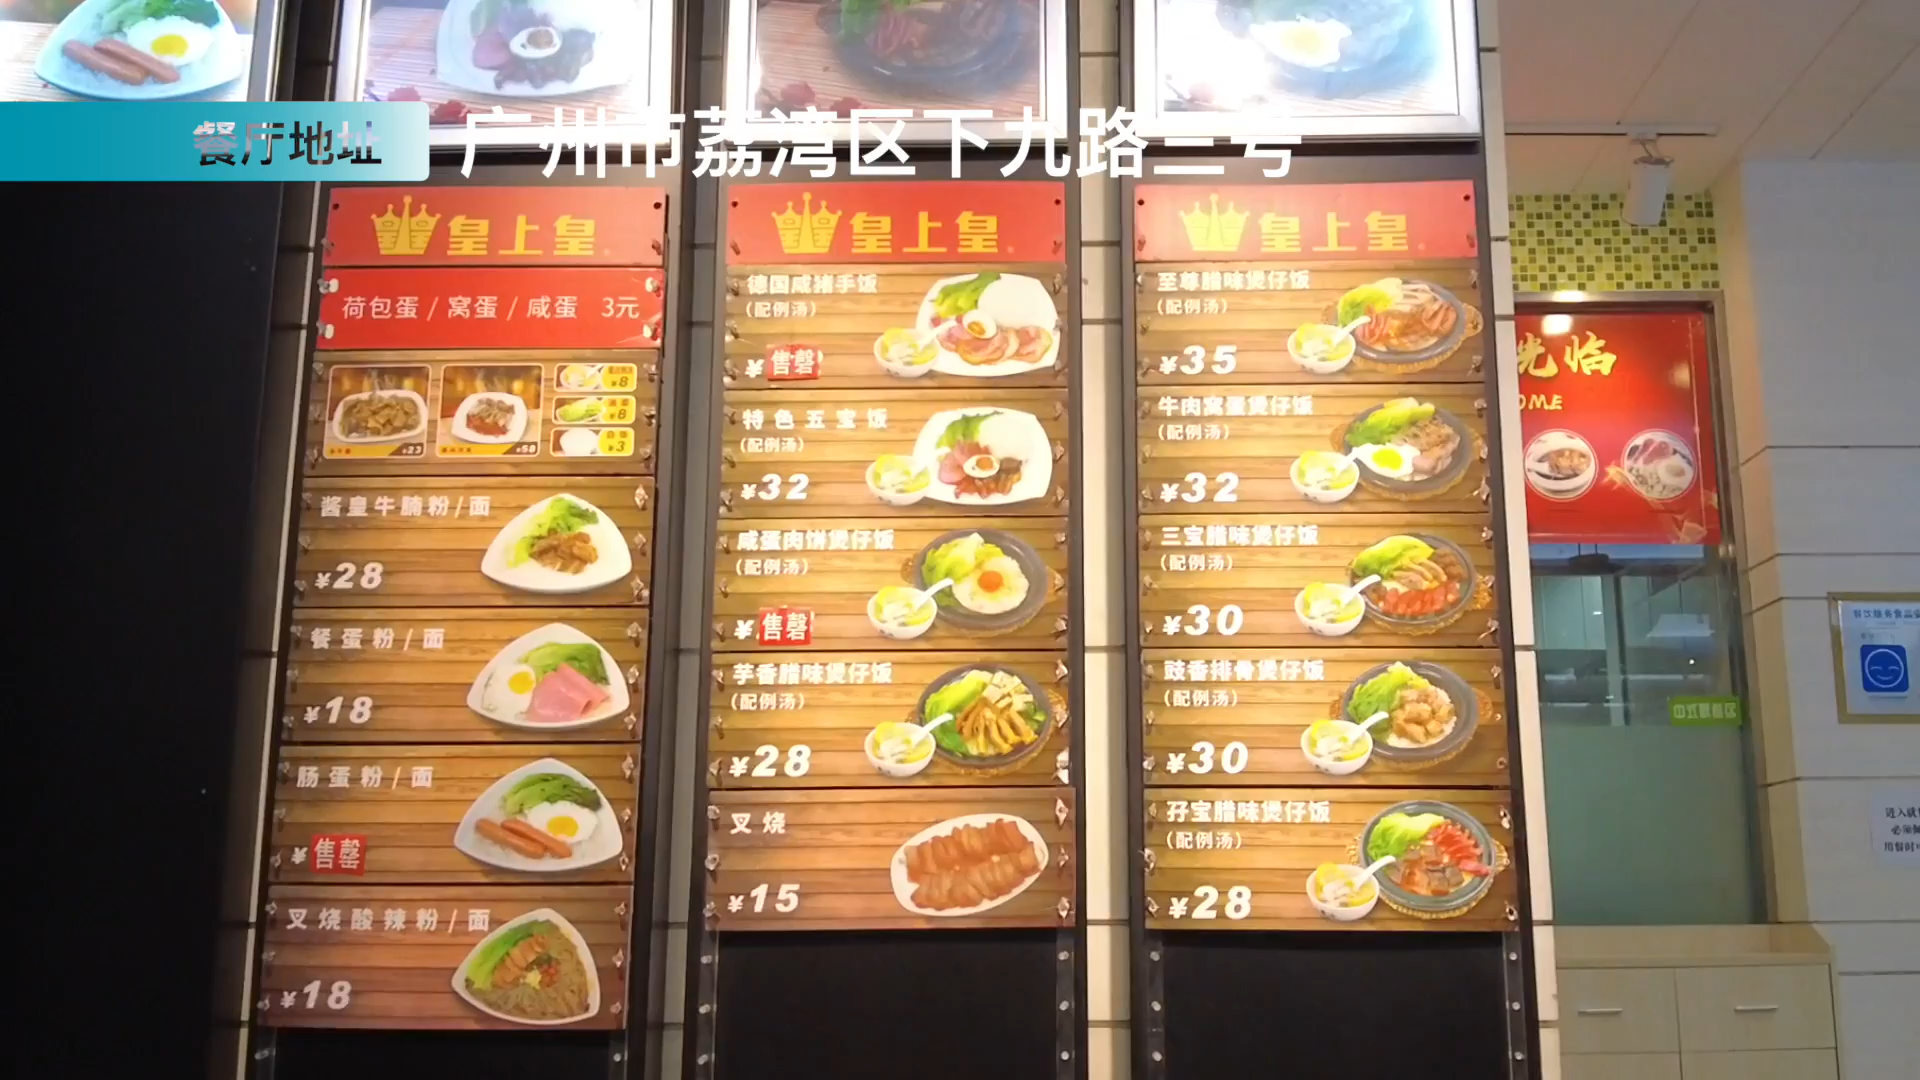 餐厅地址
广州市荔湾区下九路三号
皇上皇
荷包蛋/窝蛋/咸蛋 3元
¥8
¥8
白饭
¥3
¥23
¥58
酱皇牛腩粉/面
¥28
餐蛋粉/面
¥18
肠蛋粉/面
¥售罄
叉烧酸辣粉/面
¥18
皇上皇
德国咸猪手饭
(配例汤)
¥售罄
特色五宝饭
(配例汤)
¥32
咸蛋肉饼煲仔饭
(配例汤)
¥售罄
芋香腊味煲仔饭
(配例汤)
¥28
叉烧
¥15
皇上皇
至尊腊味煲仔饭
(配例汤)
¥35
牛肉窝蛋煲仔饭
(配例汤)
¥32
三宝腊味煲仔饭
(配例汤)
¥30
豉香排骨煲仔饭
(配例汤)
¥30
孖宝腊味煲仔饭
(配例汤)
¥28
光临
OME